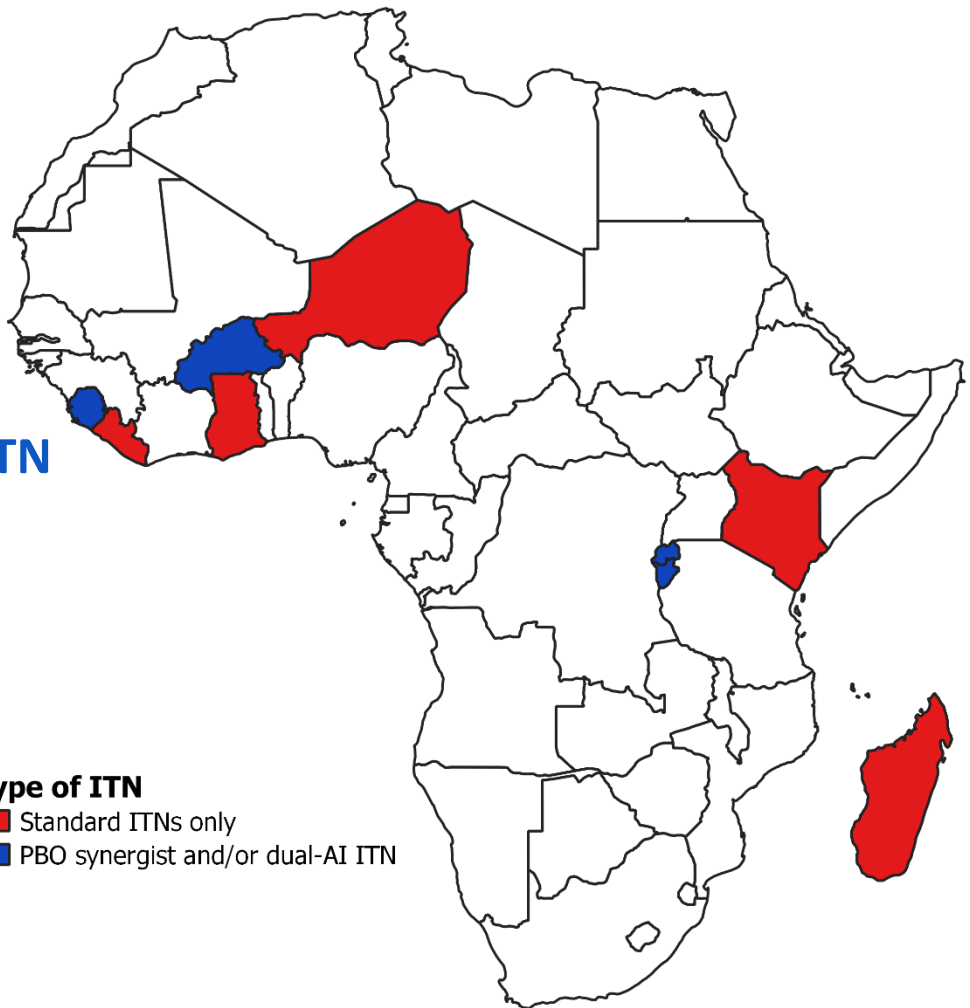 TN
ype of ITN
Standard ITNs only
PBO synergist and/or dual-AI ITN